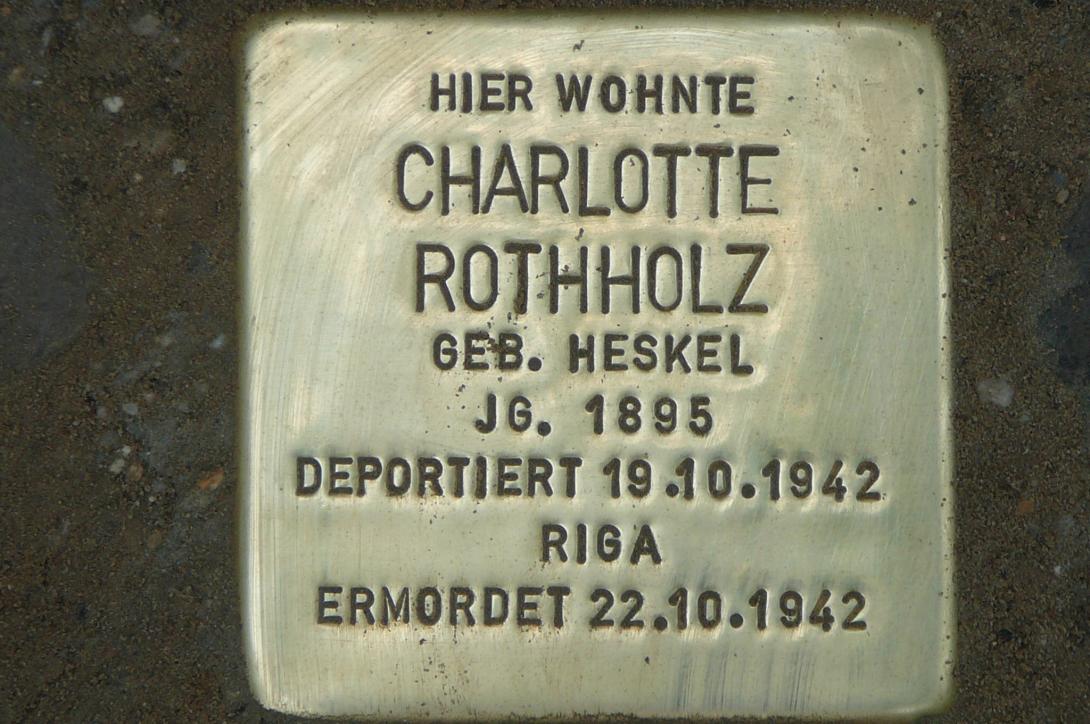 HIER WOHNTE
CHARLOTTE
ROTHHOLZ
GEB. HESKEL
JG. 1895
DEPORTIERT 19.10.1942
RIGA
ERMORDET 22.10.1942